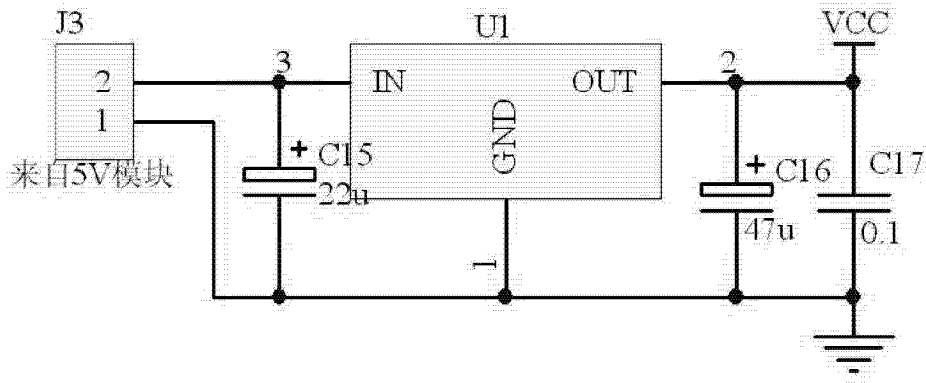 J3
U1
VCC
2
3
IN
OUT
2
1
GND
+
C15
+
C16
C17
来自5V模块
22u
47u
0.1
1